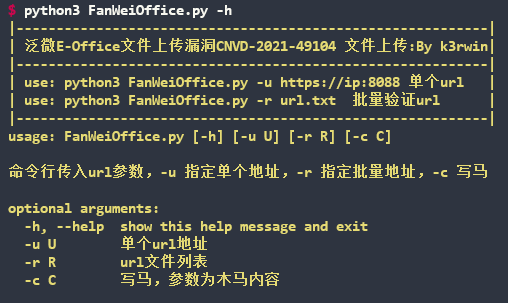 $ python3 FanWeiOffice.py -h
|-----------------------------------------------------------|
| 泛微E-Office文件上传漏洞CNVD-2021-49104 文件上传:By k3rwin|
|-----------------------------------------------------------|
| use: python3 FanWeiOffice.py -u https://ip:8088 单个url |
| use: python3 FanWeiOffice.py -r url.txt 批量验证url |
|-----------------------------------------------------------|
usage: FanWeiOffice.py [-h] [-u U] [-r R] [-c C]
命令行传入url参数，-u 指定单个地址，-r 指定批量地址，-c 写马
optional arguments:
-h, --help show this help message and exit
-u U 单个url地址
-r R url文件列表
-c C 写马，参数为木马内容